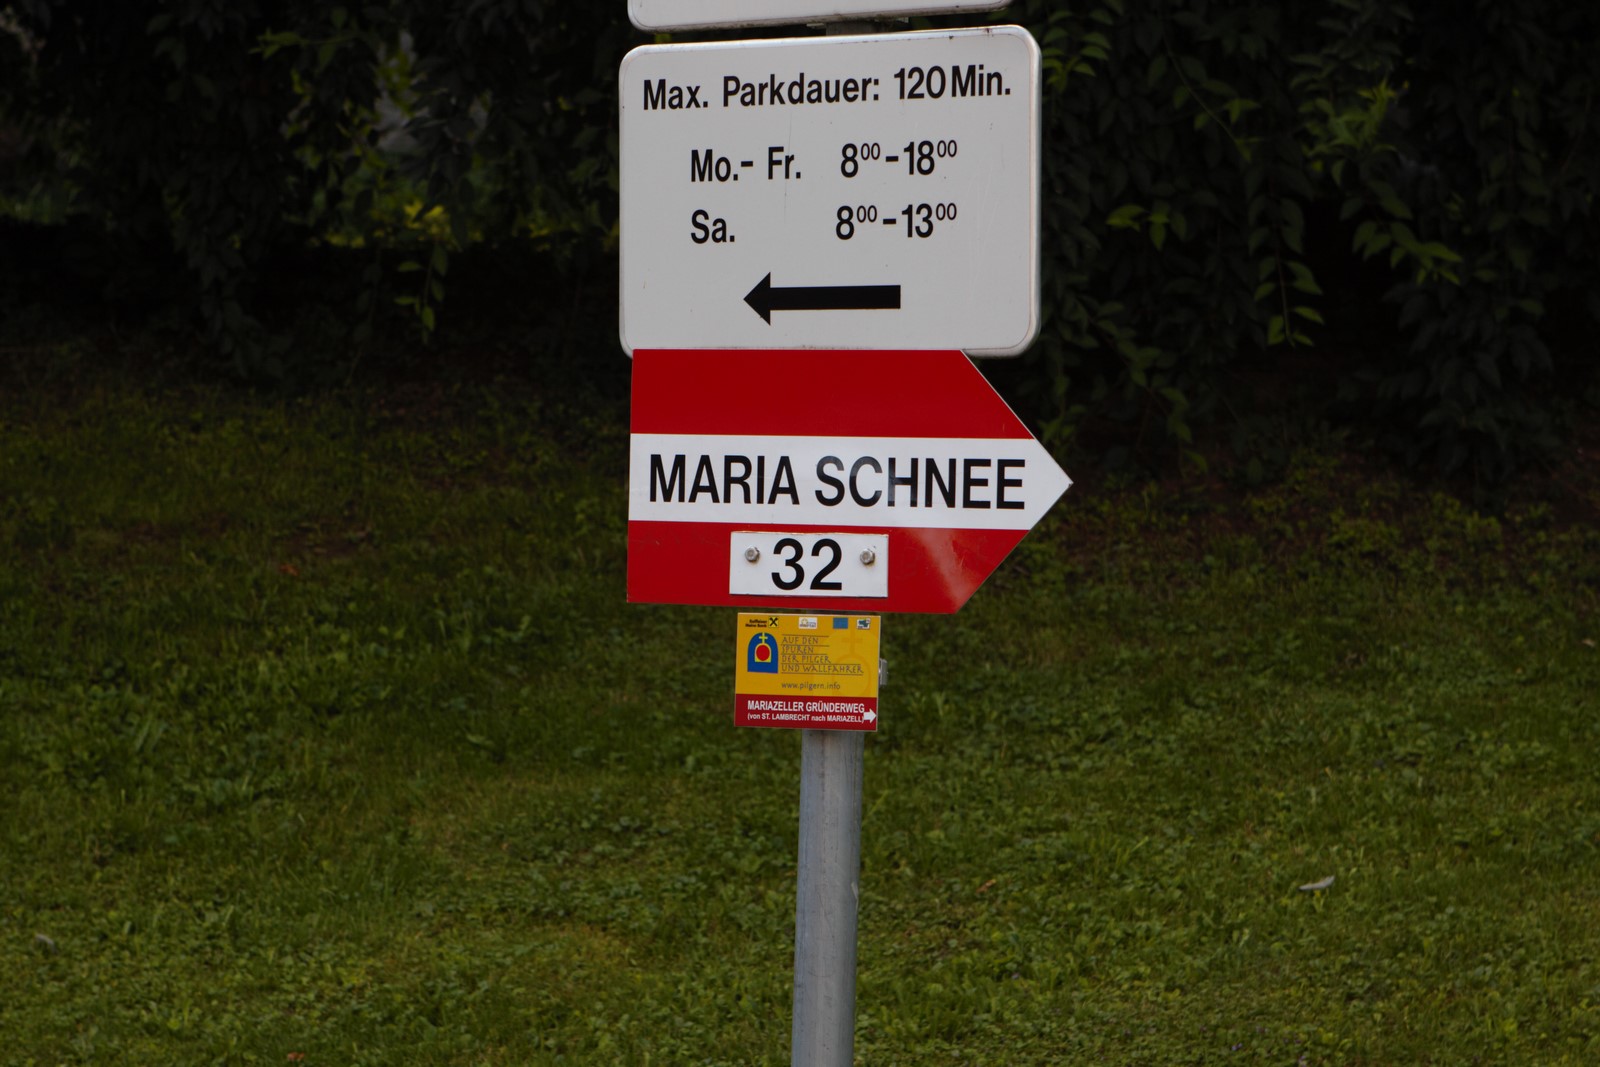 Max. Parkdauer: 120 Min.
Mo.- Fr. 8⁰⁰-18⁰⁰
Sa. 8⁰⁰-13⁰⁰
MARIA SCHNEE
32
AUF DEN
SPUREN
DER PILGER
UND WALLFAHRER
www.pilgern.info
MARIAZELLER GRÜNDERWEG
(von ST. LAMBRECHT nach MARIAZELL)